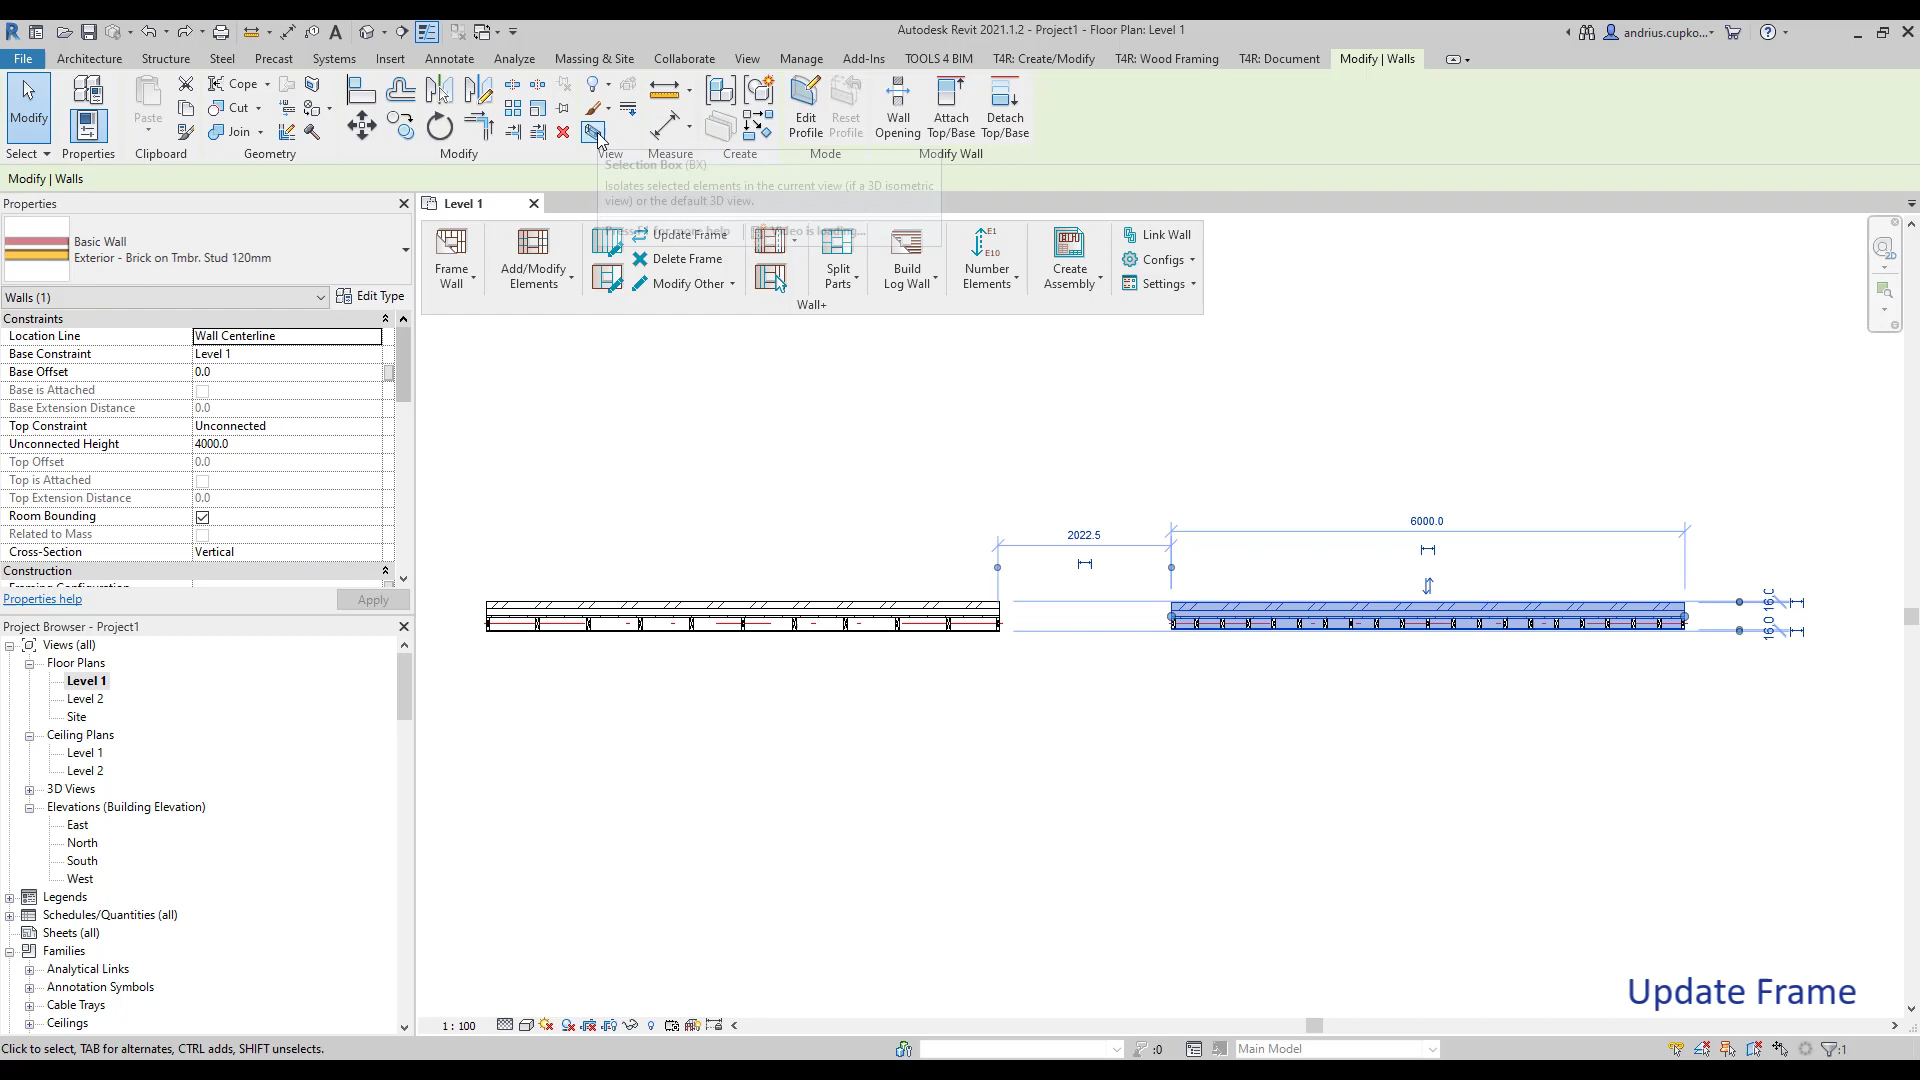 Autodesk Revit 2021.1.2 - Project1 - Floor Plan: Level 1
andrius.cupko...
File Architecture Structure Steel Precast Systems Insert Annotate Analyze Massing & Site Collaborate View Manage Add-Ins TOOLS 4 BIM T4R: Create/Modify T4R: Wood Framing T4R: Document Modify | Walls
Cope
Cut
Join
Modify
Paste
Edit Profile
Reset Profile
Wall Opening
Attach Top/Base
Detach Top/Base
Select Properties Clipboard Geometry Modify View Measure Create Mode Modify Wall
Modify | Walls
Selection Box (BX)
Isolates selected elements in the current view (if a 3D isometric
view) or the default 3D view.
Properties
Level 1
Basic Wall
Exterior - Brick on Tmbr. Stud 120mm
Walls (1)
Edit Type
Frame Wall
Add/Modify Elements
Update Frame
Delete Frame
Modify Other
Split Parts
Build Log Wall
E1
E10
Number Elements
Create Assembly
Link Wall
Configs
Settings
Wall+
Constraints
Location Line Wall Centerline
Base Constraint Level 1
Base Offset 0.0
Base is Attached
Base Extension Distance 0.0
Top Constraint Unconnected
Unconnected Height 4000.0
Top Offset 0.0
Top is Attached
Top Extension Distance 0.0
Room Bounding
Related to Mass
Cross-Section Vertical
Construction
Properties help
Apply
2022.5
6000.0
16.0
Project Browser - Project1
Views (all)
Floor Plans
Level 1
Level 2
Site
Ceiling Plans
Level 1
Level 2
3D Views
Elevations (Building Elevation)
East
North
South
West
Legends
Schedules/Quantities (all)
Sheets (all)
Families
Analytical Links
Annotation Symbols
Cable Trays
Ceilings
Update Frame
1 : 100
Click to select, TAB for alternates, CTRL adds, SHIFT unselects.
:0
Main Model
:1